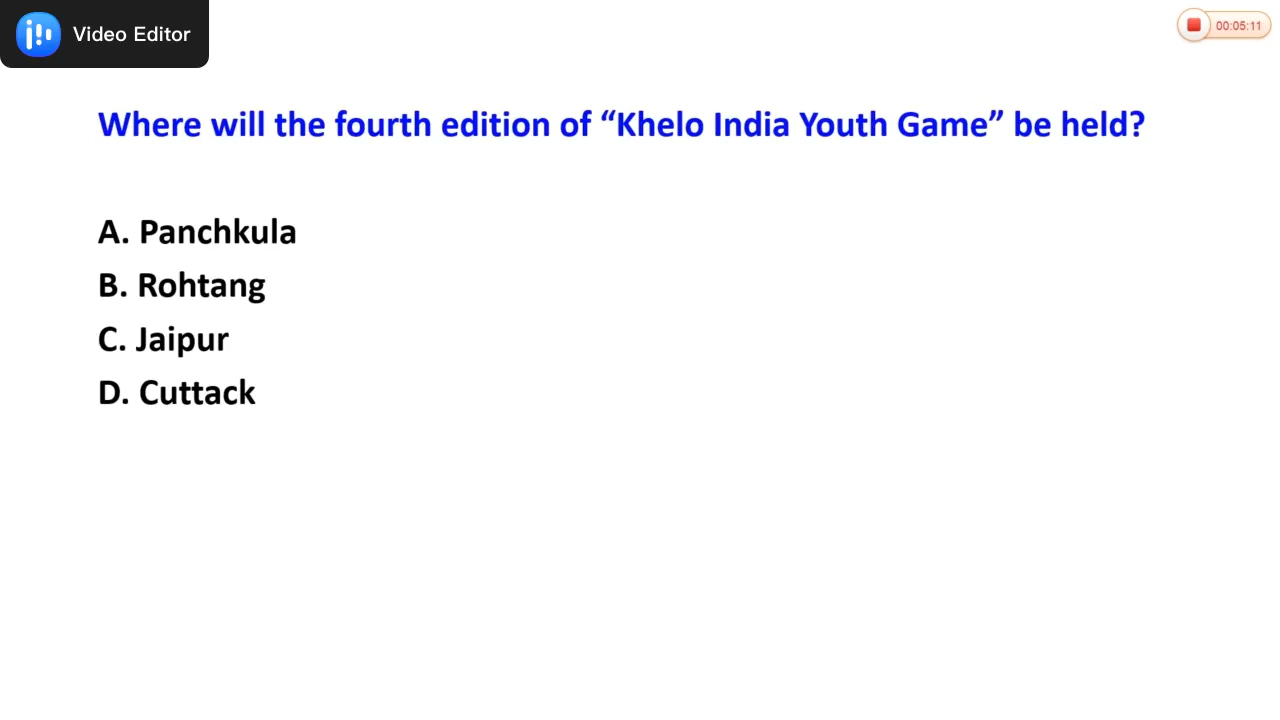 Video Editor
00:05:11
Where will the fourth edition of “Khelo India Youth Game” be held?
A. Panchkula
B. Rohtang
C. Jaipur
D. Cuttack